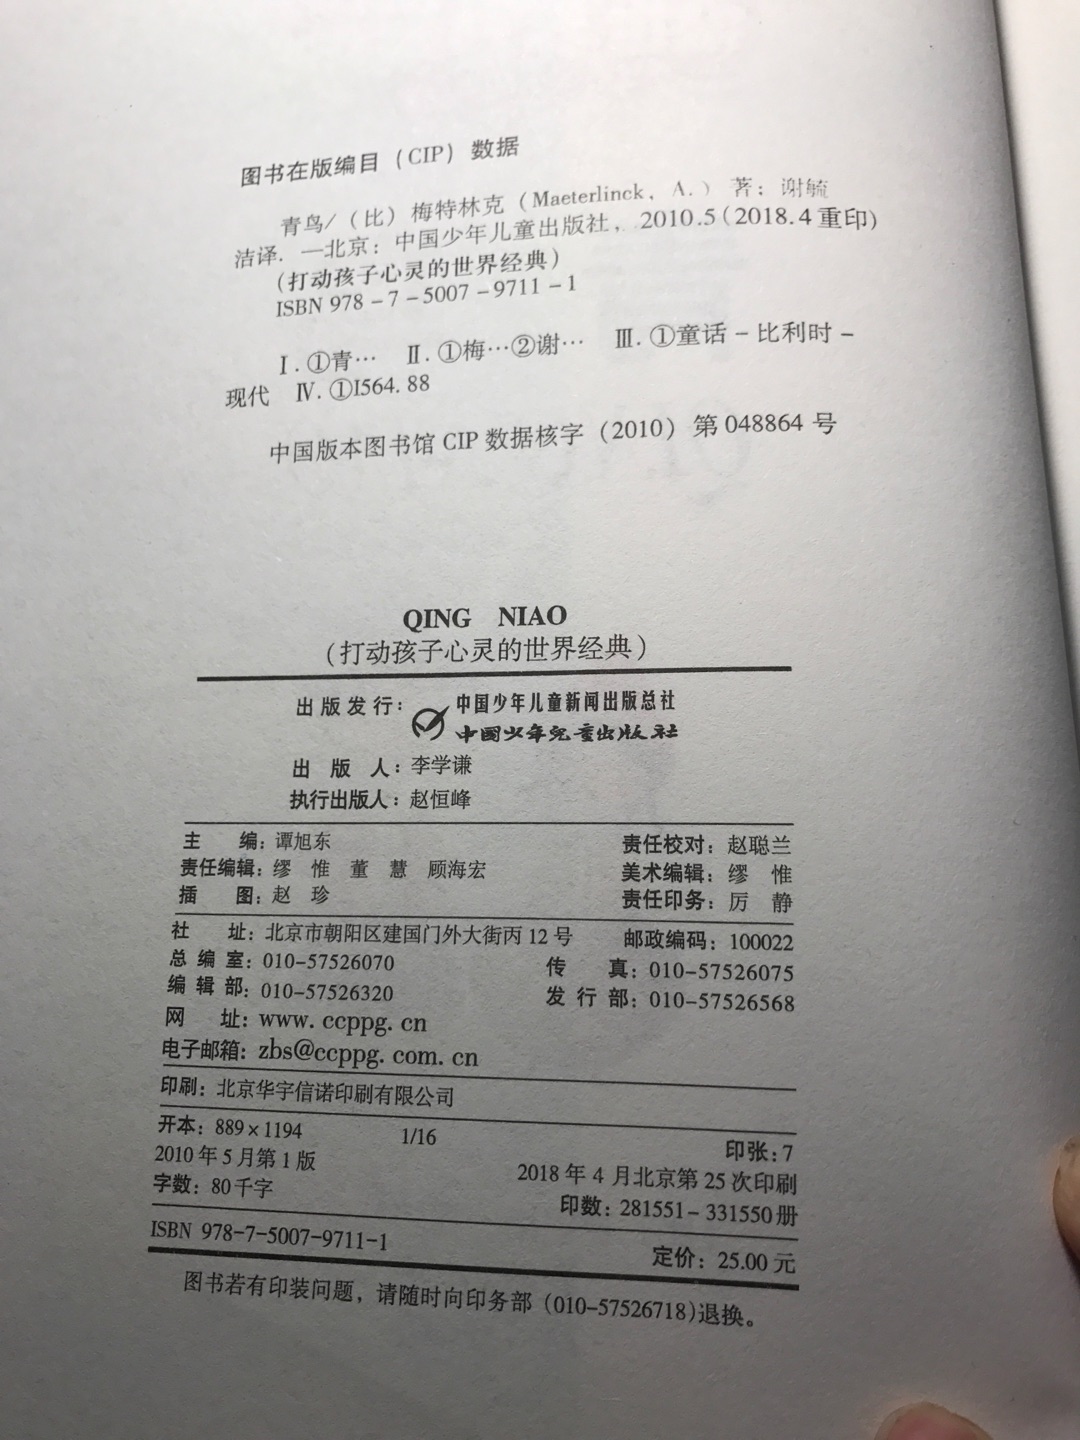 图书在版编目（CIP）数据
青鸟/（比）梅特林克（Maeterlinck，A.）著；谢毓
洁译. —北京：中国少年儿童出版社，2010.5（2018.4重印）
（打动孩子心灵的世界经典）
ISBN 978－7－5007－9711－1
Ⅰ.①青… Ⅱ.①梅…②谢… Ⅲ.①童话－比利时－
现代 Ⅳ.①I564.88
中国版本图书馆CIP数据核字（2010）第048864号
QING NIAO
（打动孩子心灵的世界经典）
出版发行： 中国少年儿童新闻出版总社
中国少年儿童出版社
出 版 人：李学谦
执行出版人：赵恒峰
主 编：谭旭东 责任校对：赵聪兰
责任编辑：缪 惟 董 慧 顾海宏 美术编辑：缪 惟
插 图：赵 珍 责任印务：厉 静
社 址：北京市朝阳区建国门外大街丙12号 邮政编码：100022
总 编 室：010-57526070 传 真：010-57526075
编 辑 部：010-57526320 发 行 部：010-57526568
网 址：www.ccppg.cn
电子邮箱：zbs@ccppg.com.cn
印刷：北京华宇信诺印刷有限公司
开本：889×1194 1/16 印张：7
2010年5月第1版 2018年4月北京第25次印刷
字数：80千字 印数：281551-331550册
ISBN 978-7-5007-9711-1 定价：25.00元
图书若有印装问题，请随时向印务部（010-57526718）退换。